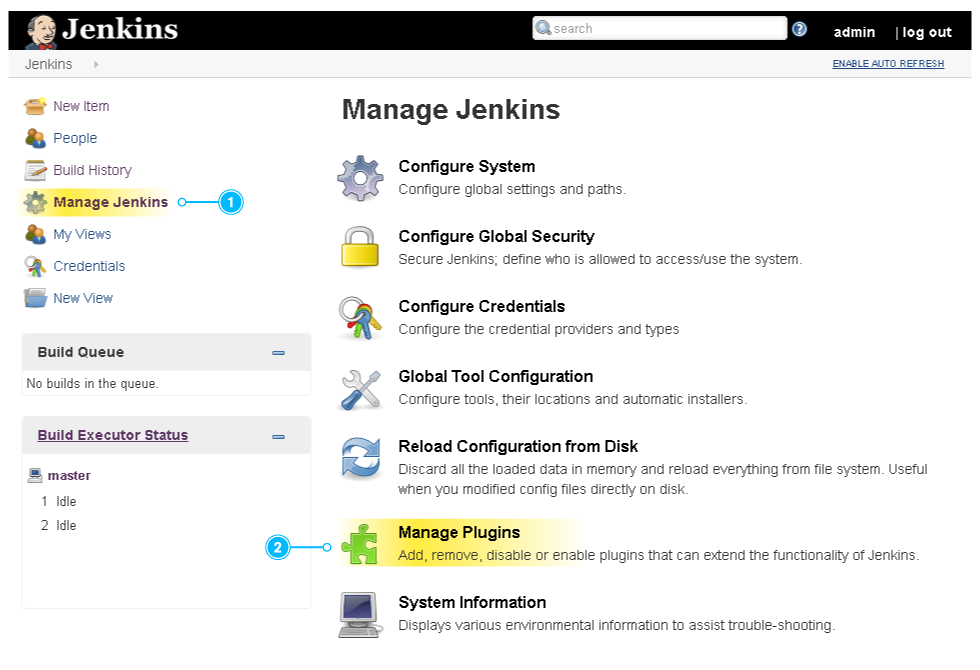 Jenkins
search
admin | log out
Jenkins
ENABLE AUTO REFRESH
New Item
People
Build History
Manage Jenkins
1
My Views
Credentials
New View
Build Queue
No builds in the queue.
Build Executor Status
master
1 Idle
2 Idle
Manage Jenkins
Configure System
Configure global settings and paths.
Configure Global Security
Secure Jenkins; define who is allowed to access/use the system.
Configure Credentials
Configure the credential providers and types
Global Tool Configuration
Configure tools, their locations and automatic installers.
Reload Configuration from Disk
Discard all the loaded data in memory and reload everything from file system. Useful
when you modified config files directly on disk.
2
Manage Plugins
Add, remove, disable or enable plugins that can extend the functionality of Jenkins.
System Information
Displays various environmental information to assist trouble-shooting.